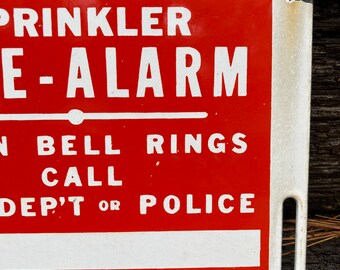 PRINKLER
E-ALARM
N BELL RINGS
CALL
DEP'T OR POLICE